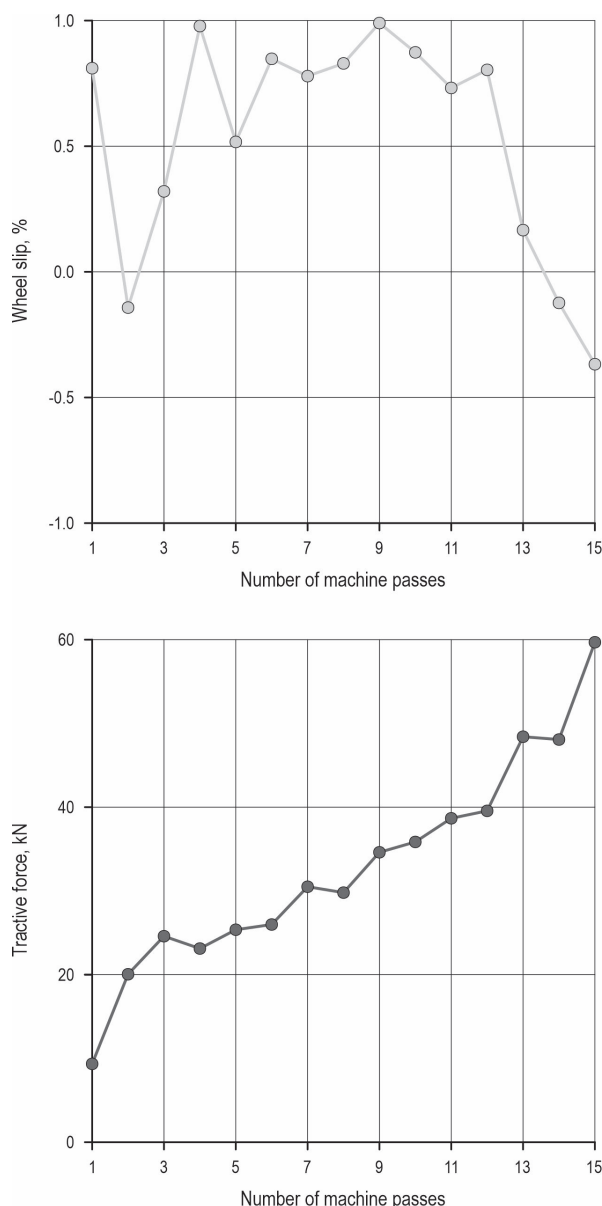 Wheel slip, %
1.0
0.5
0.0
-0.5
-1.0
1 3 5 7 9 11 13 15
Number of machine passes
Tractive force, kN
60
40
20
0
1 3 5 7 9 11 13 15
Number of machine passes